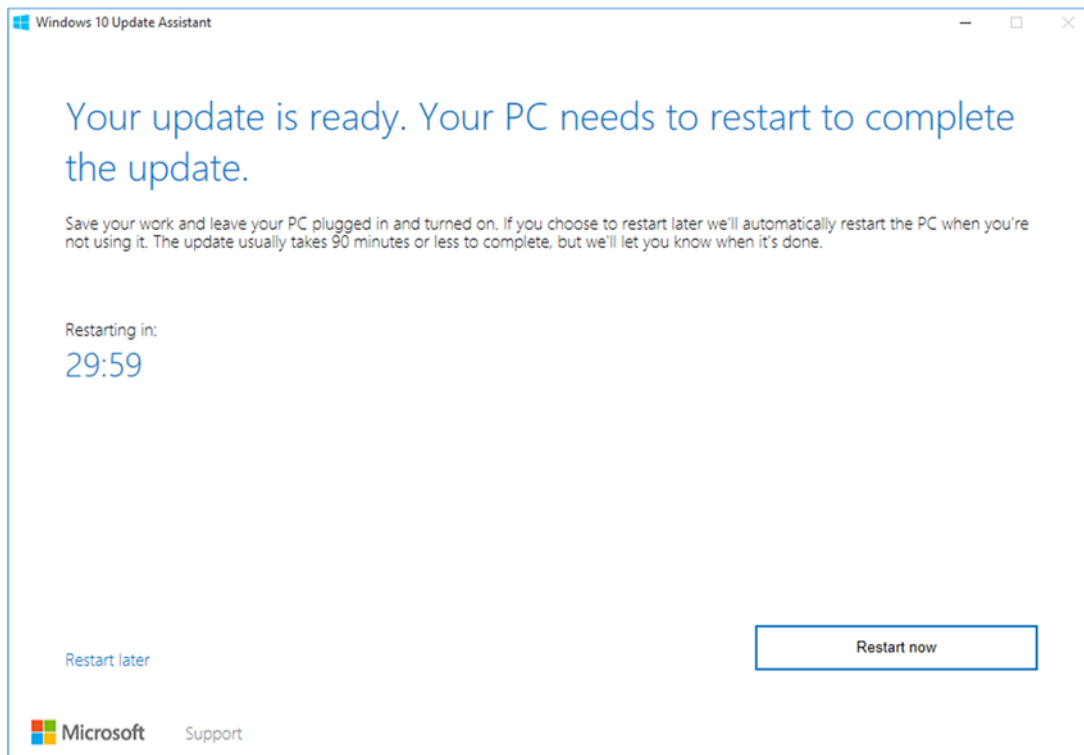 Windows 10 Update Assistant
Your update is ready. Your PC needs to restart to complete
the update.
Save your work and leave your PC plugged in and turned on. If you choose to restart later we'll automatically restart the PC when you're
not using it. The update usually takes 90 minutes or less to complete, but we'll let you know when it's done.
Restarting in:
29:59
Restart now
Restart later
Microsoft Support